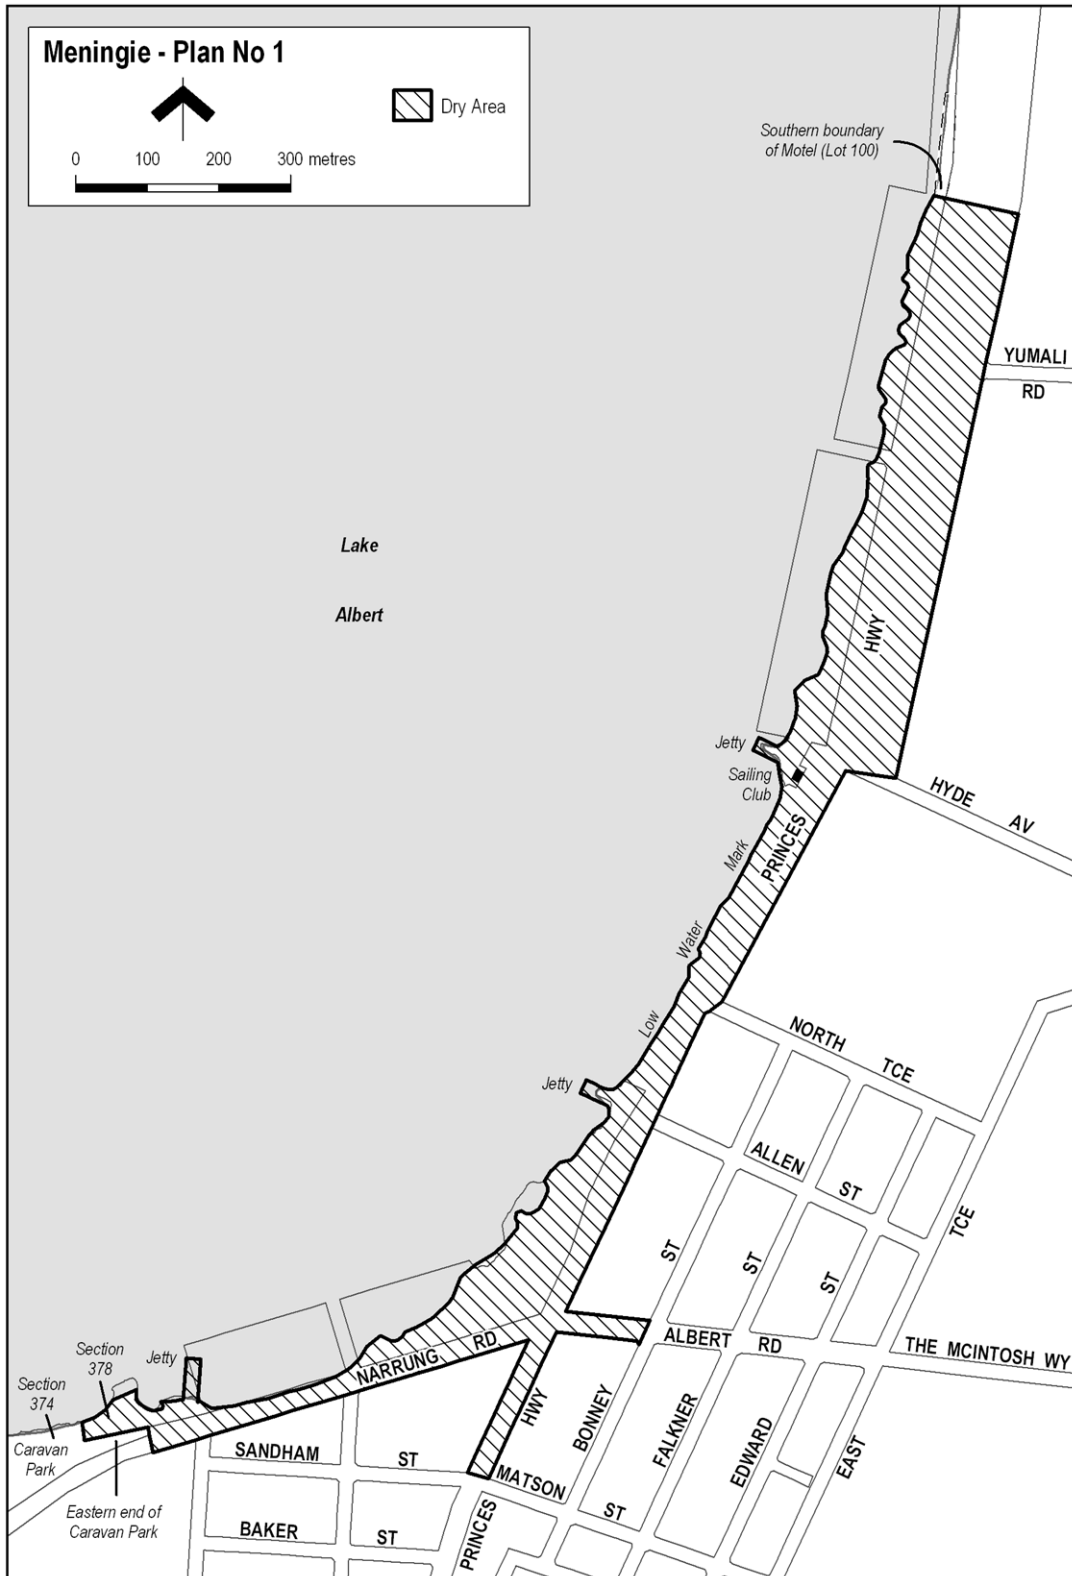 Meningie - Plan No 1
Dry Area
0 100 200 300 metres
Southern boundary
of Motel (Lot 100)
YUMALI
RD
Lake
Albert
HWY
Jetty
Sailing
Club
HYDE AV
PRINCES
Low Water Mark
NORTH TCE
Jetty
ALLEN ST
TCE
ST
ST
ST
ALBERT RD
THE MCINTOSH WY
NARRUNG RD
Section
378
Jetty
Section
374
Caravan
Park
Eastern end of
Caravan Park
HWY
BONNEY
FALKNER
EDWARD
EAST
SANDHAM ST
MATSON ST
BAKER ST
PRINCES